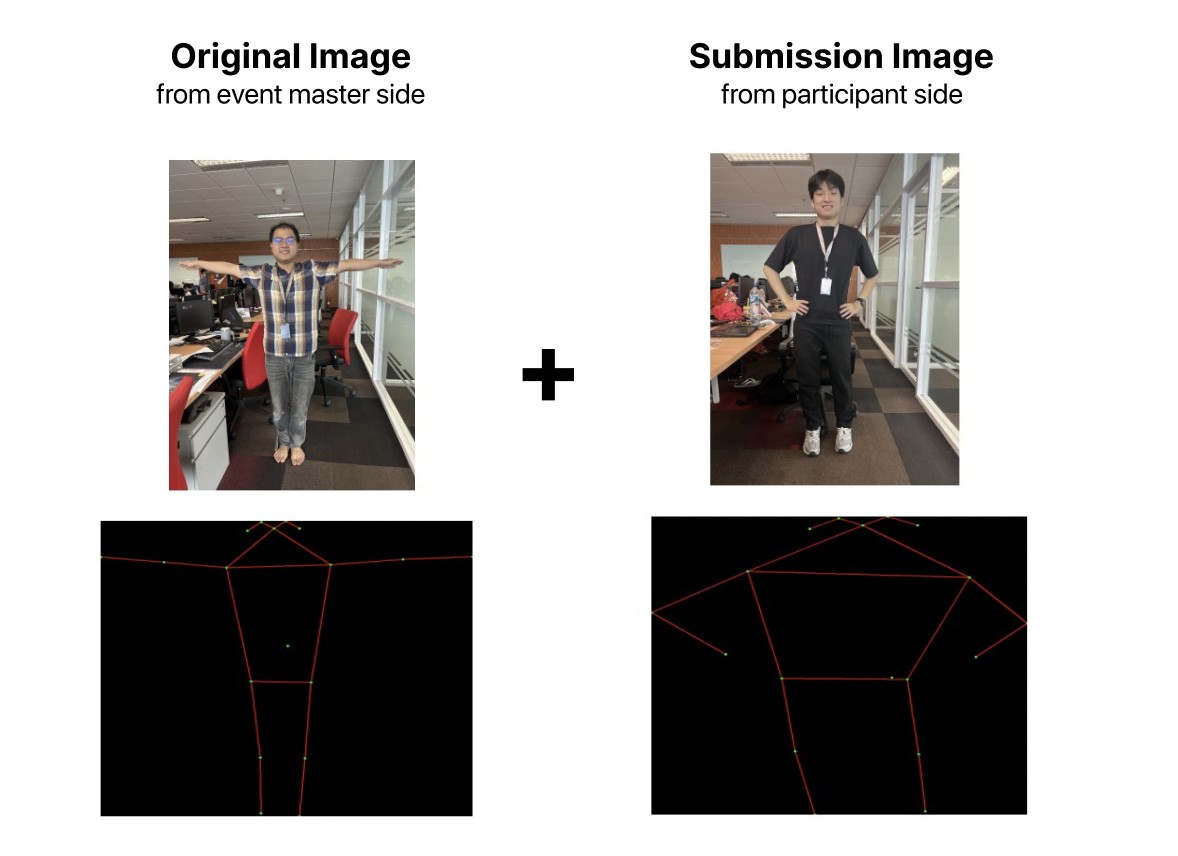 Original Image
from event master side
Submission Image
from participant side
+